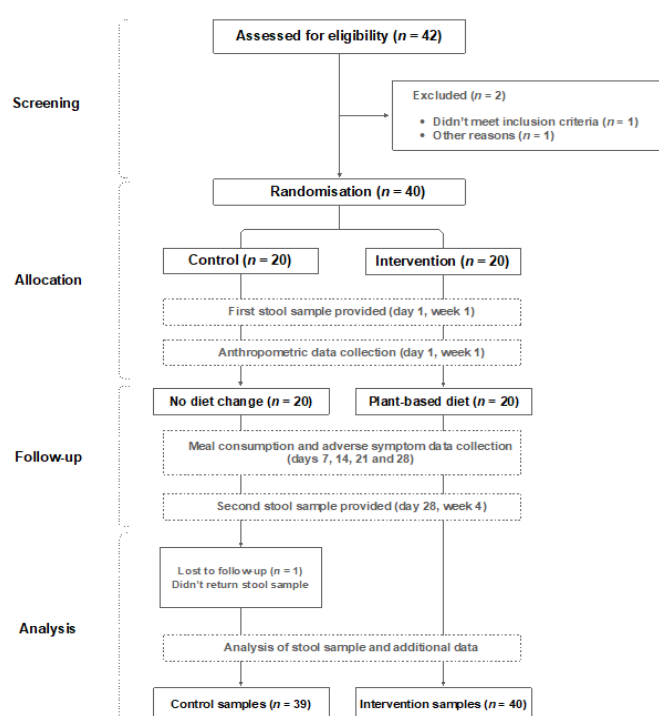 Assessed for eligibility (n = 42)
Screening
Excluded (n = 2)
• Didn't meet inclusion criteria (n = 1)
• Other reasons (n = 1)
Randomisation (n = 40)
Allocation
Control (n = 20)
Intervention (n = 20)
First stool sample provided (day 1, week 1)
Anthropometric data collection (day 1, week 1)
No diet change (n = 20)
Plant-based diet (n = 20)
Follow-up
Meal consumption and adverse symptom data collection
(days 7, 14, 21 and 28)
Second stool sample provided (day 28, week 4)
Lost to follow-up (n = 1)
Didn't return stool sample
Analysis
Analysis of stool sample and additional data
Control samples (n = 39)
Intervention samples (n = 40)